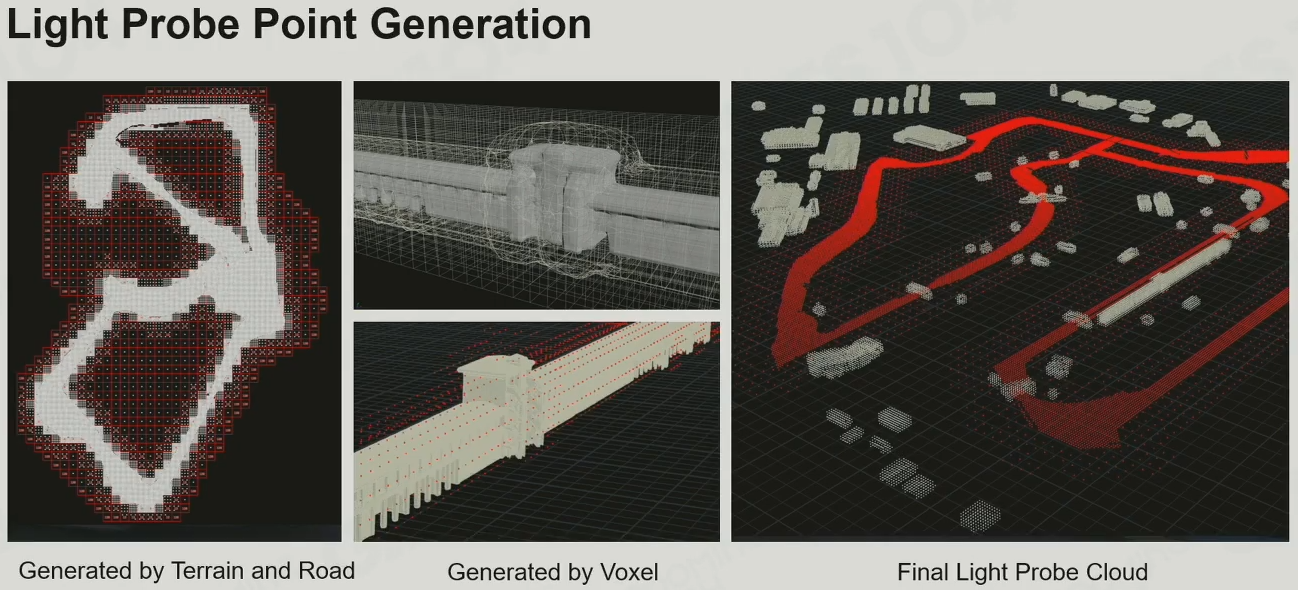 Light Probe Point Generation
Generated by Terrain and Road
Generated by Voxel
Final Light Probe Cloud